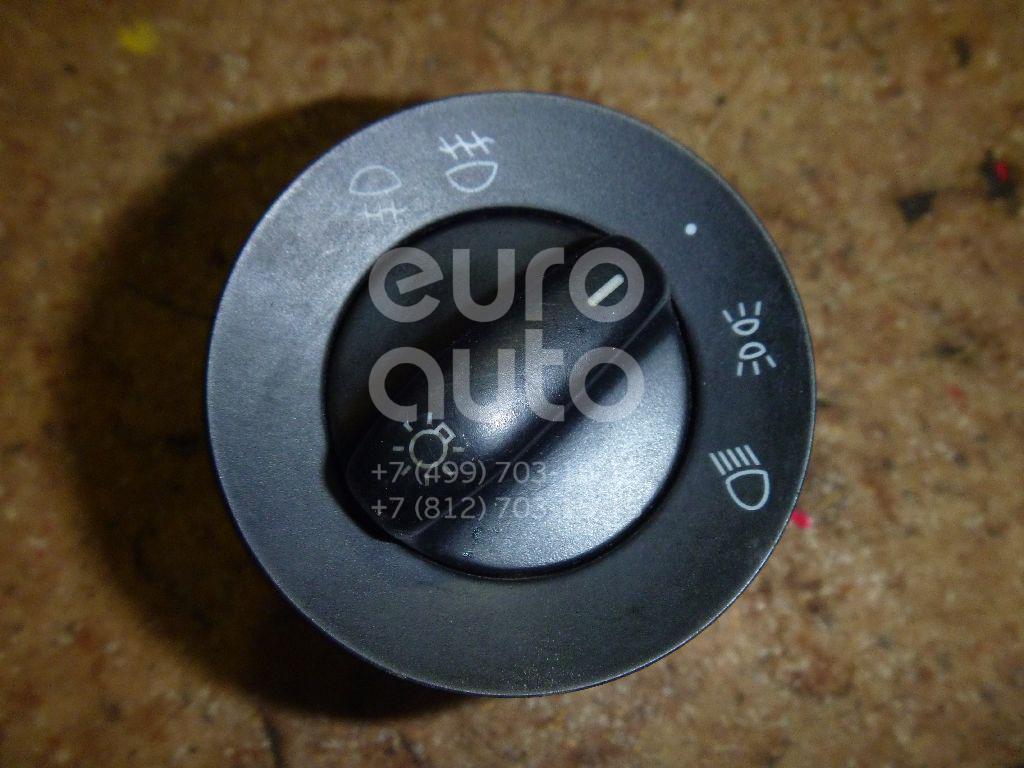 euro
auto
+7 (499) 703
+7 (812) 703